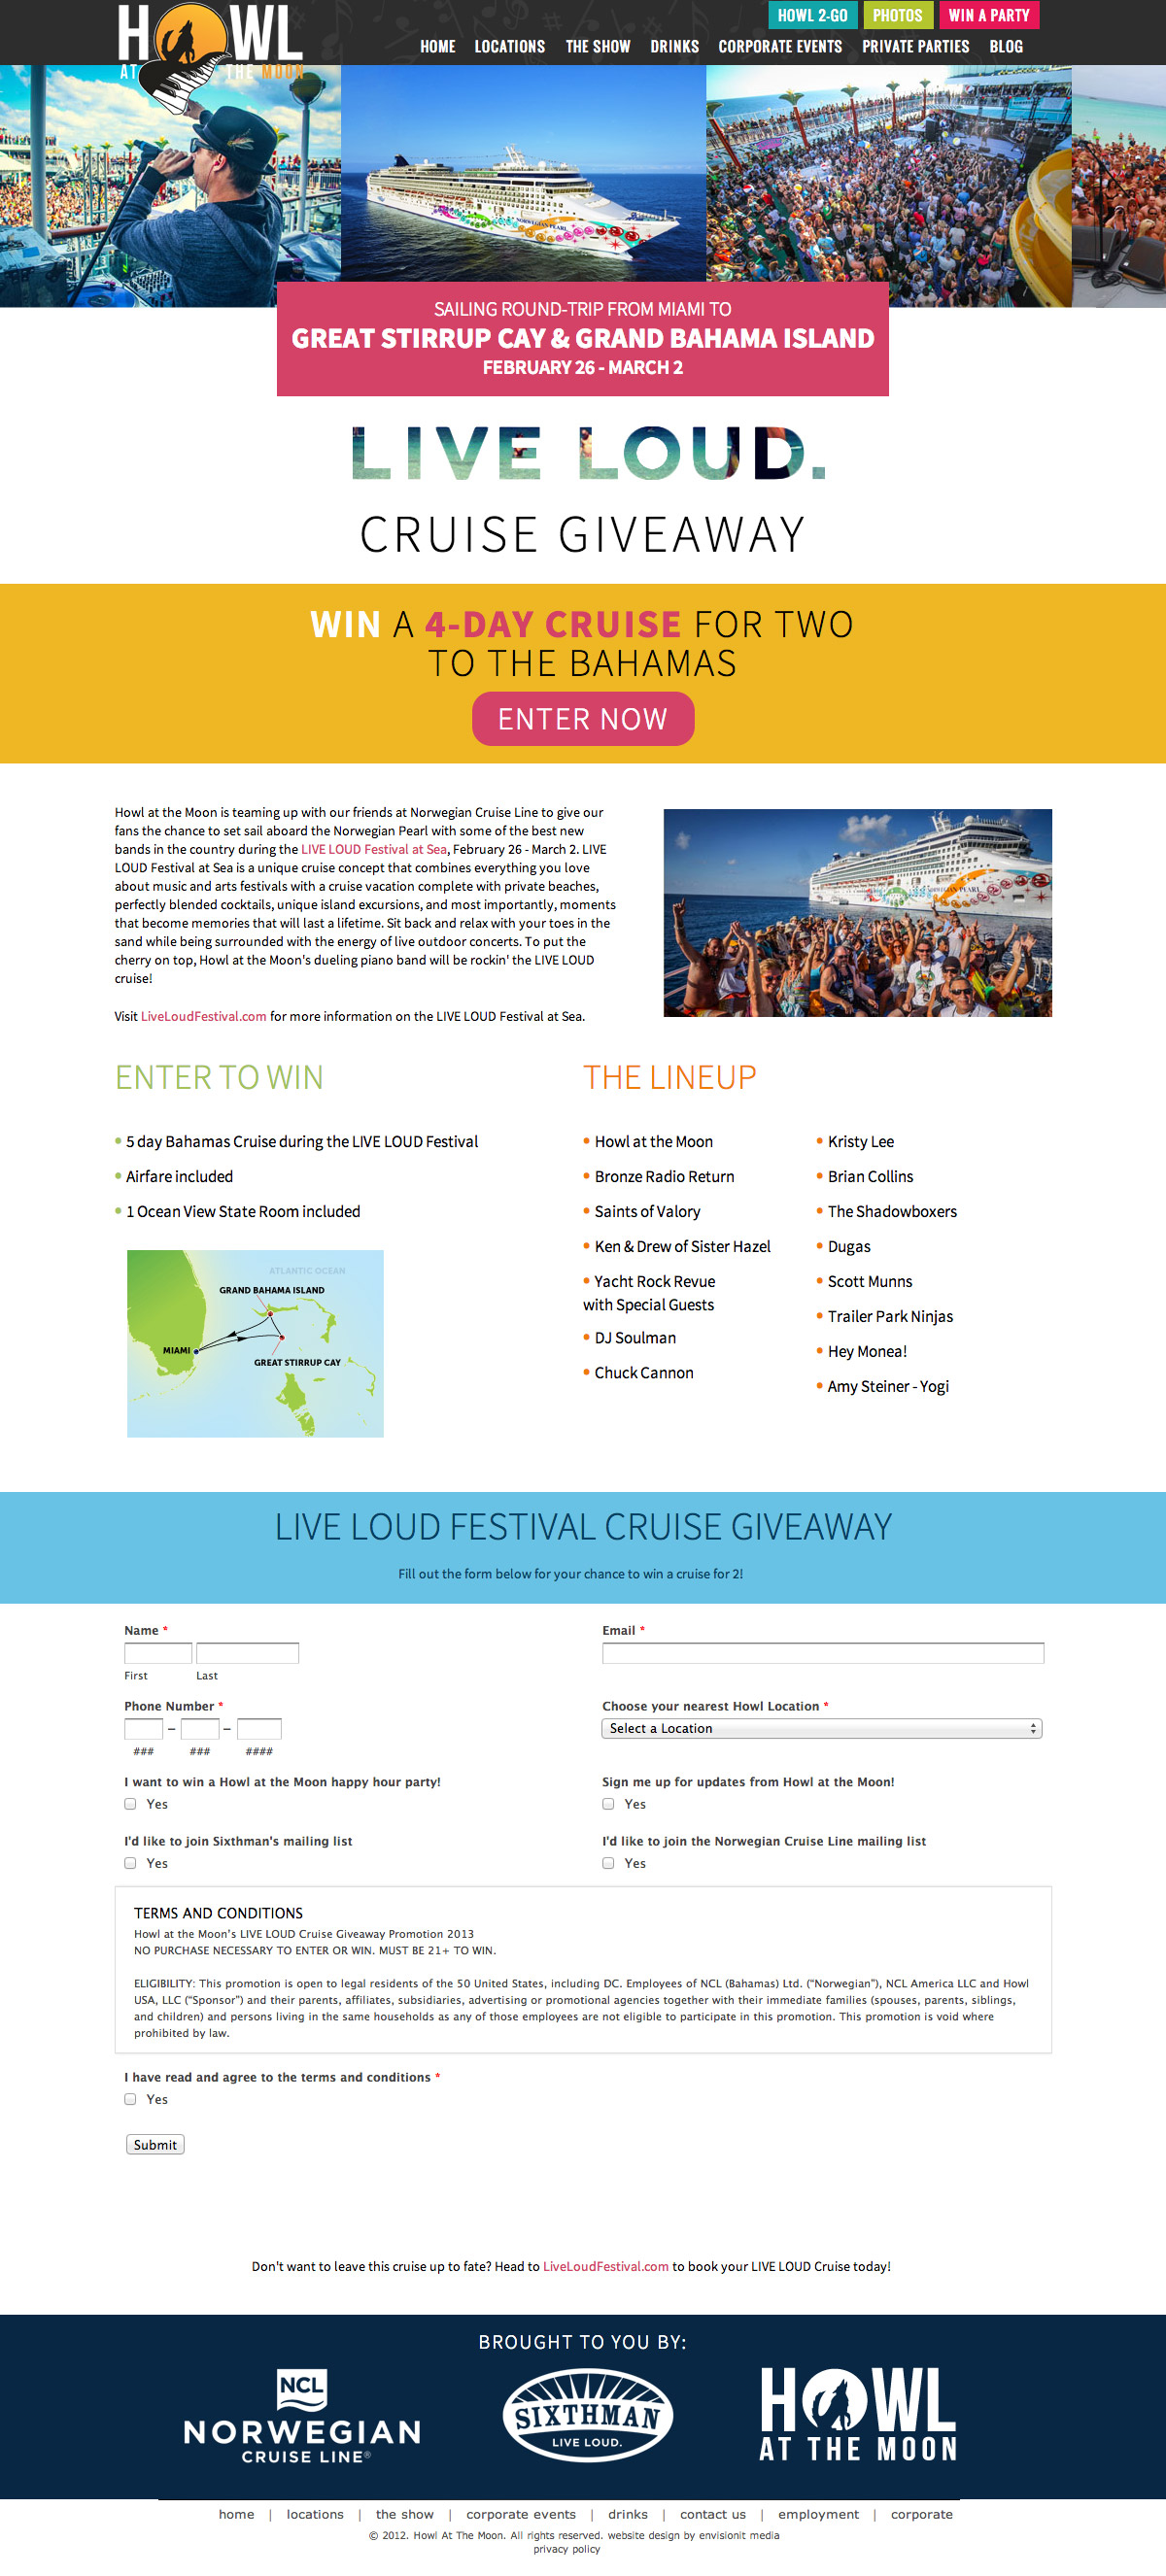 HOWL
AT THE MOON
HOWL 2-GO PHOTOS WIN A PARTY
HOME LOCATIONS THE SHOW DRINKS CORPORATE EVENTS PRIVATE PARTIES BLOG
NORWEGIAN PEARL
SAILING ROUND-TRIP FROM MIAMI TO
GREAT STIRRUP CAY & GRAND BAHAMA ISLAND
FEBRUARY 26 - MARCH 2
LIVE LOUD.
CRUISE GIVEAWAY
WIN A 4-DAY CRUISE FOR TWO
TO THE BAHAMAS
ENTER NOW
Howl at the Moon is teaming up with our friends at Norwegian Cruise Line to give our
fans the chance to set sail aboard the Norwegian Pearl with some of the best new
bands in the country during the LIVE LOUD Festival at Sea, February 26 - March 2. LIVE
LOUD Festival at Sea is a unique cruise concept that combines everything you love
about music and arts festivals with a cruise vacation complete with private beaches,
perfectly blended cocktails, unique island excursions, and most importantly, moments
that become memories that will last a lifetime. Sit back and relax with your toes in the
sand while being surrounded with the energy of live outdoor concerts. To put the
cherry on top, Howl at the Moon's dueling piano band will be rockin' the LIVE LOUD
cruise!
Visit LiveLoudFestival.com for more information on the LIVE LOUD Festival at Sea.
NORWEGIAN PEARL
ENTER TO WIN
• 5 day Bahamas Cruise during the LIVE LOUD Festival
• Airfare included
• 1 Ocean View State Room included
ATLANTIC OCEAN
GRAND BAHAMA ISLAND
MIAMI
GREAT STIRRUP CAY
THE LINEUP
• Howl at the Moon
• Bronze Radio Return
• Saints of Valory
• Ken & Drew of Sister Hazel
• Yacht Rock Revue
with Special Guests
• DJ Soulman
• Chuck Cannon
• Kristy Lee
• Brian Collins
• The Shadowboxers
• Dugas
• Scott Munns
• Trailer Park Ninjas
• Hey Monea!
• Amy Steiner - Yogi
LIVE LOUD FESTIVAL CRUISE GIVEAWAY
Fill out the form below for your chance to win a cruise for 2!
Name *
First Last
Email *
Phone Number *
– –
### ### ####
Choose your nearest Howl Location *
Select a Location
I want to win a Howl at the Moon happy hour party!
Yes
Sign me up for updates from Howl at the Moon!
Yes
I'd like to join Sixthman's mailing list
Yes
I'd like to join the Norwegian Cruise Line mailing list
Yes
TERMS AND CONDITIONS
Howl at the Moon's LIVE LOUD Cruise Giveaway Promotion 2013
NO PURCHASE NECESSARY TO ENTER OR WIN. MUST BE 21+ TO WIN.
ELIGIBILITY: This promotion is open to legal residents of the 50 United States, including DC. Employees of NCL (Bahamas) Ltd. ("Norwegian"), NCL America LLC and Howl
USA, LLC ("Sponsor") and their parents, affiliates, subsidiaries, advertising or promotional agencies together with their immediate families (spouses, parents, siblings,
and children) and persons living in the same households as any of those employees are not eligible to participate in this promotion. This promotion is void where
prohibited by law.
I have read and agree to the terms and conditions *
Yes
Submit
Don't want to leave this cruise up to fate? Head to LiveLoudFestival.com to book your LIVE LOUD Cruise today!
BROUGHT TO YOU BY:
NCL
NORWEGIAN
CRUISE LINE®
SIXTHMAN
LIVE LOUD.
HOWL
AT THE MOON
home | locations | the show | corporate events | drinks | contact us | employment | corporate
© 2012. Howl At The Moon. All rights reserved. website design by envisionit media
privacy policy